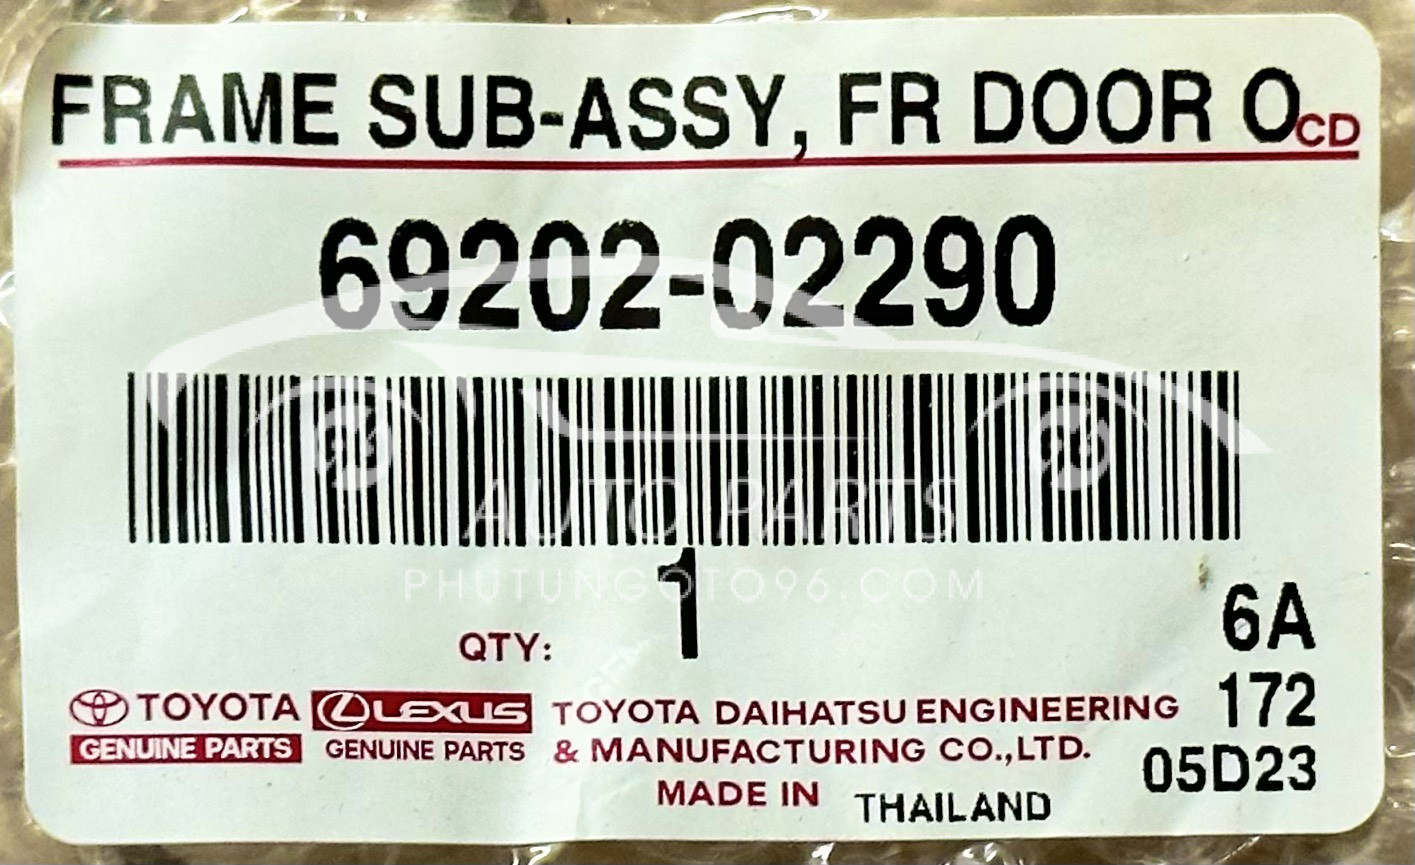 FRAME SUB-ASSY, FR DOOR O CD
69202-02290
AUTO PARTS
PHUTUNGOTO96.COM
1
QTY:
6A
TOYOTA LEXUS TOYOTA DAIHATSU ENGINEERING 172
GENUINE PARTS GENUINE PARTS & MANUFACTURING CO.,LTD. 05D23
MADE IN THAILAND